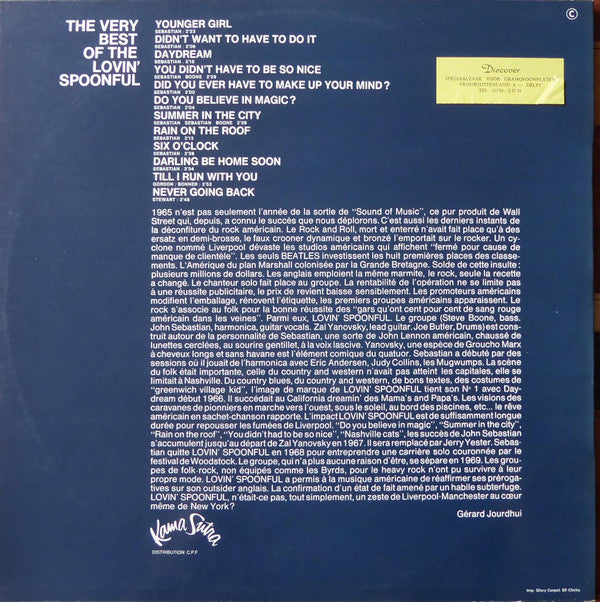 THE VERY
BEST
OF THE
LOVIN'
SPOONFUL
YOUNGER GIRL
SEBASTIAN : 2'23
DIDN'T WANT TO HAVE TO DO IT
SEBASTIAN : 2'08
DAYDREAM
SEBASTIAN : 2'18
YOU DIDN'T HAVE TO BE SO NICE
SEBASTIAN BOONE : 2'29
DID YOU EVER HAVE TO MAKE UP YOUR MIND ?
SEBASTIAN : 2'00
DO YOU BELIEVE IN MAGIC ?
SEBASTIAN : 2'04
SUMMER IN THE CITY
SEBASTIAN SEBASTIAN BOONE : 2'39
RAIN ON THE ROOF
SEBASTIAN : 2'13
SIX O'CLOCK
SEBASTIAN : 2'38
DARLING BE HOME SOON
SEBASTIAN : 3'34
TILL I RUN WITH YOU
GORDON : BONNER : 2'52
NEVER GOING BACK
STEWART : 2'48
C
Discover
SPECIAALZAAK VOOR GRAMOFOONPLATEN
VROUWJUTTENLAND 8 — DELFT
TEL. 01730 - 2 27 81
1965 n'est pas seulement l'année de la sortie de "Sound of Music", ce pur produit de Wall
Street qui, depuis, a connu le succès que nous déplorons. C'est aussi les derniers instants de
la déconfiture du rock américain. Le Rock and Roll, mort et enterré n'avait fait place qu'à des
ersatz en demi-brosse, le faux crooner dynamique et bronzé l'emportait sur le rocker. Un cy-
clone nommé Liverpool dévaste les studios américains qui affichent "fermé pour cause de
manque de clientèle". Les seuls BEATLES investissent les huit premières places des classe-
ments. L'Amérique du plan Marshall colonisée par la Grande Bretagne. Solde de cette insulte :
plusieurs millions de dollars. Les anglais emploient la même marmite, le rock, seule la recette
a changé. Le chanteur solo fait place au groupe. La rentabilité de l'opération ne se limite pas
à une réussite publicitaire, le prix de revient baisse sensiblement. Les promoteurs américains
modifient l'emballage, rénovent l'étiquette, les premiers groupes américains apparaissent. Le
rock s'associe au folk pour la bonne réussite des "gars qu'ont cent pour cent de sang rouge
américain dans les veines". Parmi eux, LOVIN' SPOONFUL. Le groupe (Steve Boone, bass,
John Sebastian, harmonica, guitar vocals. Zal Yanovsky, lead guitar. Joe Butler, Drums) est cons-
truit autour de la personnalité de Sebastian, une sorte de John Lennon américain, chaussé de
lunettes cerclées, au sourire gentillet, à la voix lascive. Yanovsky, une espèce de Groucho Marx
à cheveux longs et sans havane est l'élément comique du quatuor. Sebastian a débuté par des
sessions où il jouait de l'harmonica avec Eric Andersen, Judy Collins, les Mugwumps. La scène
du folk était importante, celle du country and western n'avait pas atteint les capitales, elle se
limitait à Nashville. Du country blues, du country and western, de bons textes, des costumes de
"greenwich village kid", l'image de marque de LOVIN' SPOONFUL tient son N° 1 avec Day-
dream début 1966. Il succédait au California dreamin' des Mama's and Papa's. Les visions des
caravanes de pionniers en marche vers l'ouest, sous le soleil, au bord des piscines, etc... le rêve
américain en sachet-chanson rapporte. L'impact LOVIN' SPOONFUL est de suffisamment longue
durée pour repousser les fumées de Liverpool. "Do you believe in magic", "Summer in the city",
"Rain on the roof", "You didn't had to be so nice", "Nashville cats", les succès de John Sebastian
s'accumulent jusqu'au départ de Zal Yanovsky en 1967. Il sera remplacé par Jerry Yester. Sebas-
tian quitte LOVIN' SPOONFUL en 1968 pour entreprendre une carrière solo couronnée par le
festival de Woodstock. Le groupe, qui n'a plus aucune raison d'être, se sépare en 1969. Les grou-
pes de folk-rock, non équipés comme les Byrds, pour le heavy rock n'ont pu survivre à leur
propre mode. LOVIN' SPOONFUL a permis à la musique américaine de réaffirmer ses préroga-
tives sur son outsider anglais. La confirmation d'un état de fait amené par un habile subterfuge.
LOVIN' SPOONFUL, n'était-ce pas, tout simplement, un zeste de Liverpool-Manchester au cœur
même de New York ?
Gérard Jourdhui
Kama Sutra
DISTRIBUTION C.P.F
Imp. Glory Carpel, 92 Clichy